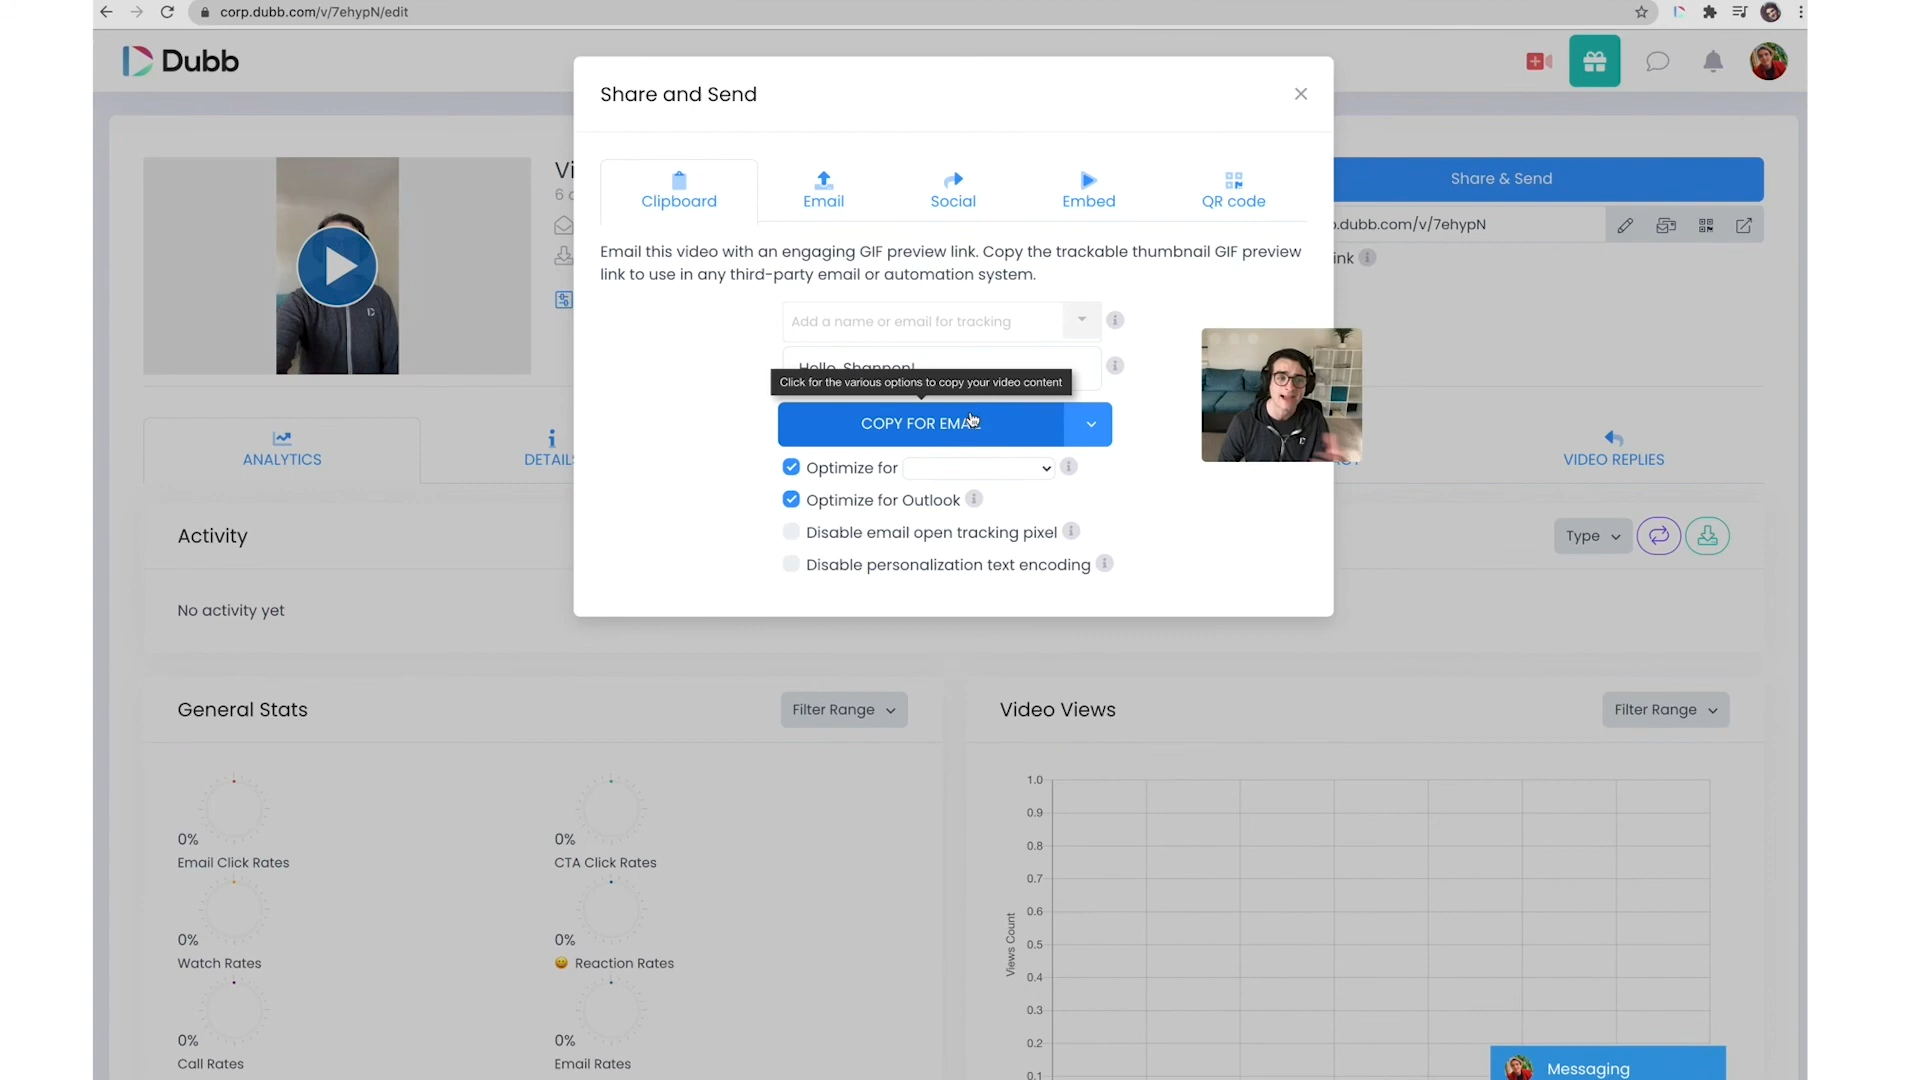 corp.dubb.com/v/7ehypN/edit
Dubb
Share and Send
Clipboard
Email
Social
Embed
QR code
Email this video with an engaging GIF preview link. Copy the trackable thumbnail GIF preview
link to use in any third-party email or automation system.
Add a name or email for tracking
Hello, Shannon!
Click for the various options to copy your video content
COPY FOR EMAIL
Optimize for
Optimize for Outlook
Disable email open tracking pixel
Disable personalization text encoding
Share & Send
.dubb.com/v/7ehypN
ANALYTICS
VIDEO REPLIES
Activity
Type
No activity yet
General Stats
Filter Range
Video Views
Filter Range
0%
Email Click Rates
0%
CTA Click Rates
0%
Watch Rates
0%
Reaction Rates
0%
Call Rates
0%
Email Rates
1.0
0.9
0.8
0.7
0.6
0.5
0.4
0.3
0.2
0.1
Views Count
Messaging